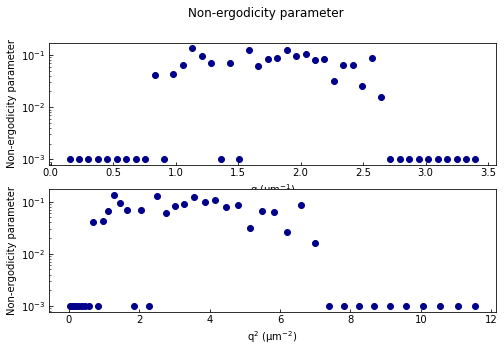 Non-ergodicity parameter
Non-ergodicity parameter
10⁻¹
10⁻²
10⁻³
0.0 0.5 1.0 1.5 2.0 2.5 3.0 3.5
q (μm⁻¹)
Non-ergodicity parameter
10⁻¹
10⁻²
10⁻³
0 2 4 6 8 10 12
q² (μm⁻²)